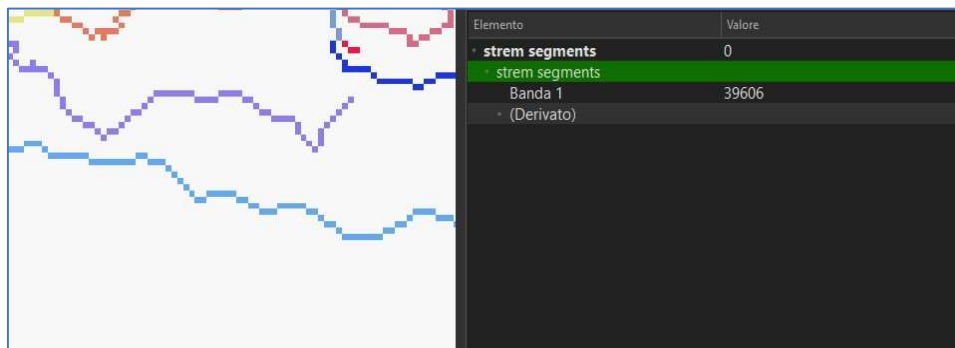 Elemento Valore
strem segments 0
strem segments
Banda 1 39606
(Derivato)